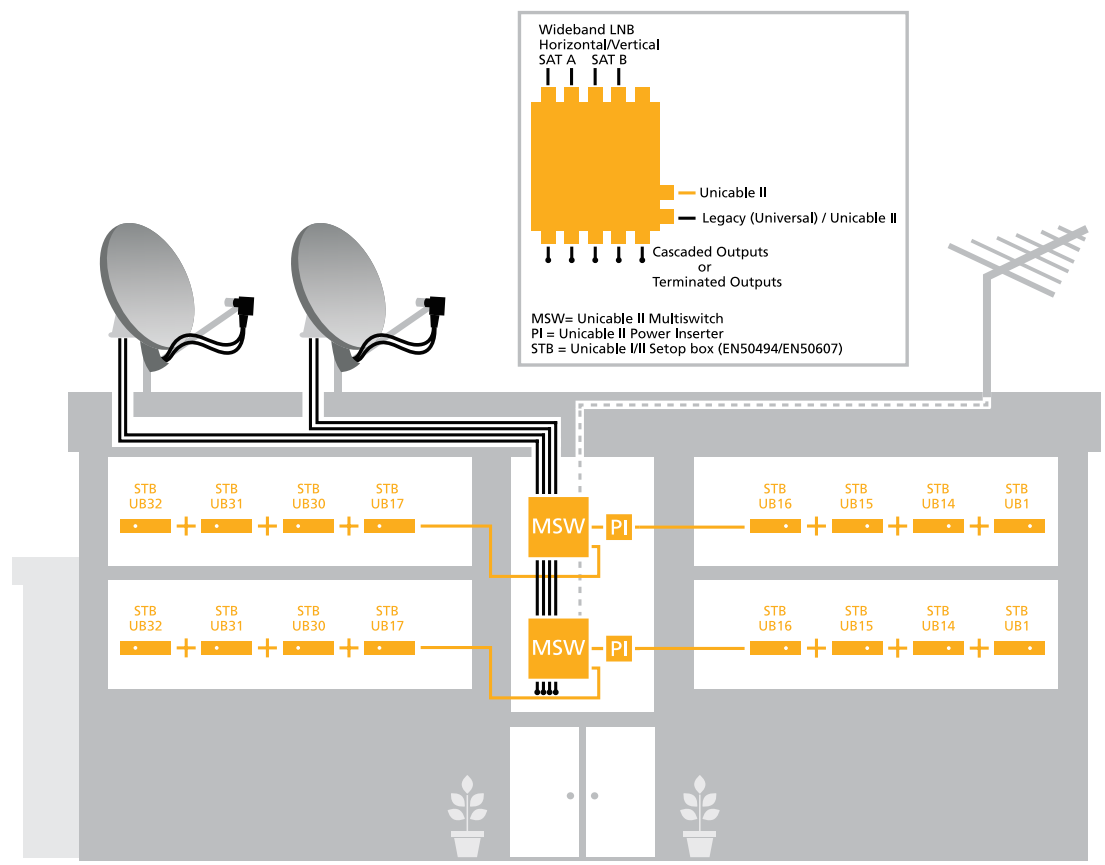 Wideband LNB
Horizontal/Vertical
SAT A SAT B
Unicable II
Legacy (Universal) / Unicable II
Cascaded Outputs
or
Terminated Outputs
MSW= Unicable II Multiswitch
PI = Unicable II Power Inserter
STB = Unicable I/II Setop box (EN50494/EN50607)
STB STB STB STB
UB32 UB31 UB30 UB17
MSW
PI
STB STB STB STB
UB16 UB15 UB14 UB1
STB STB STB STB
UB32 UB31 UB30 UB17
MSW
PI
STB STB STB STB
UB16 UB15 UB14 UB1